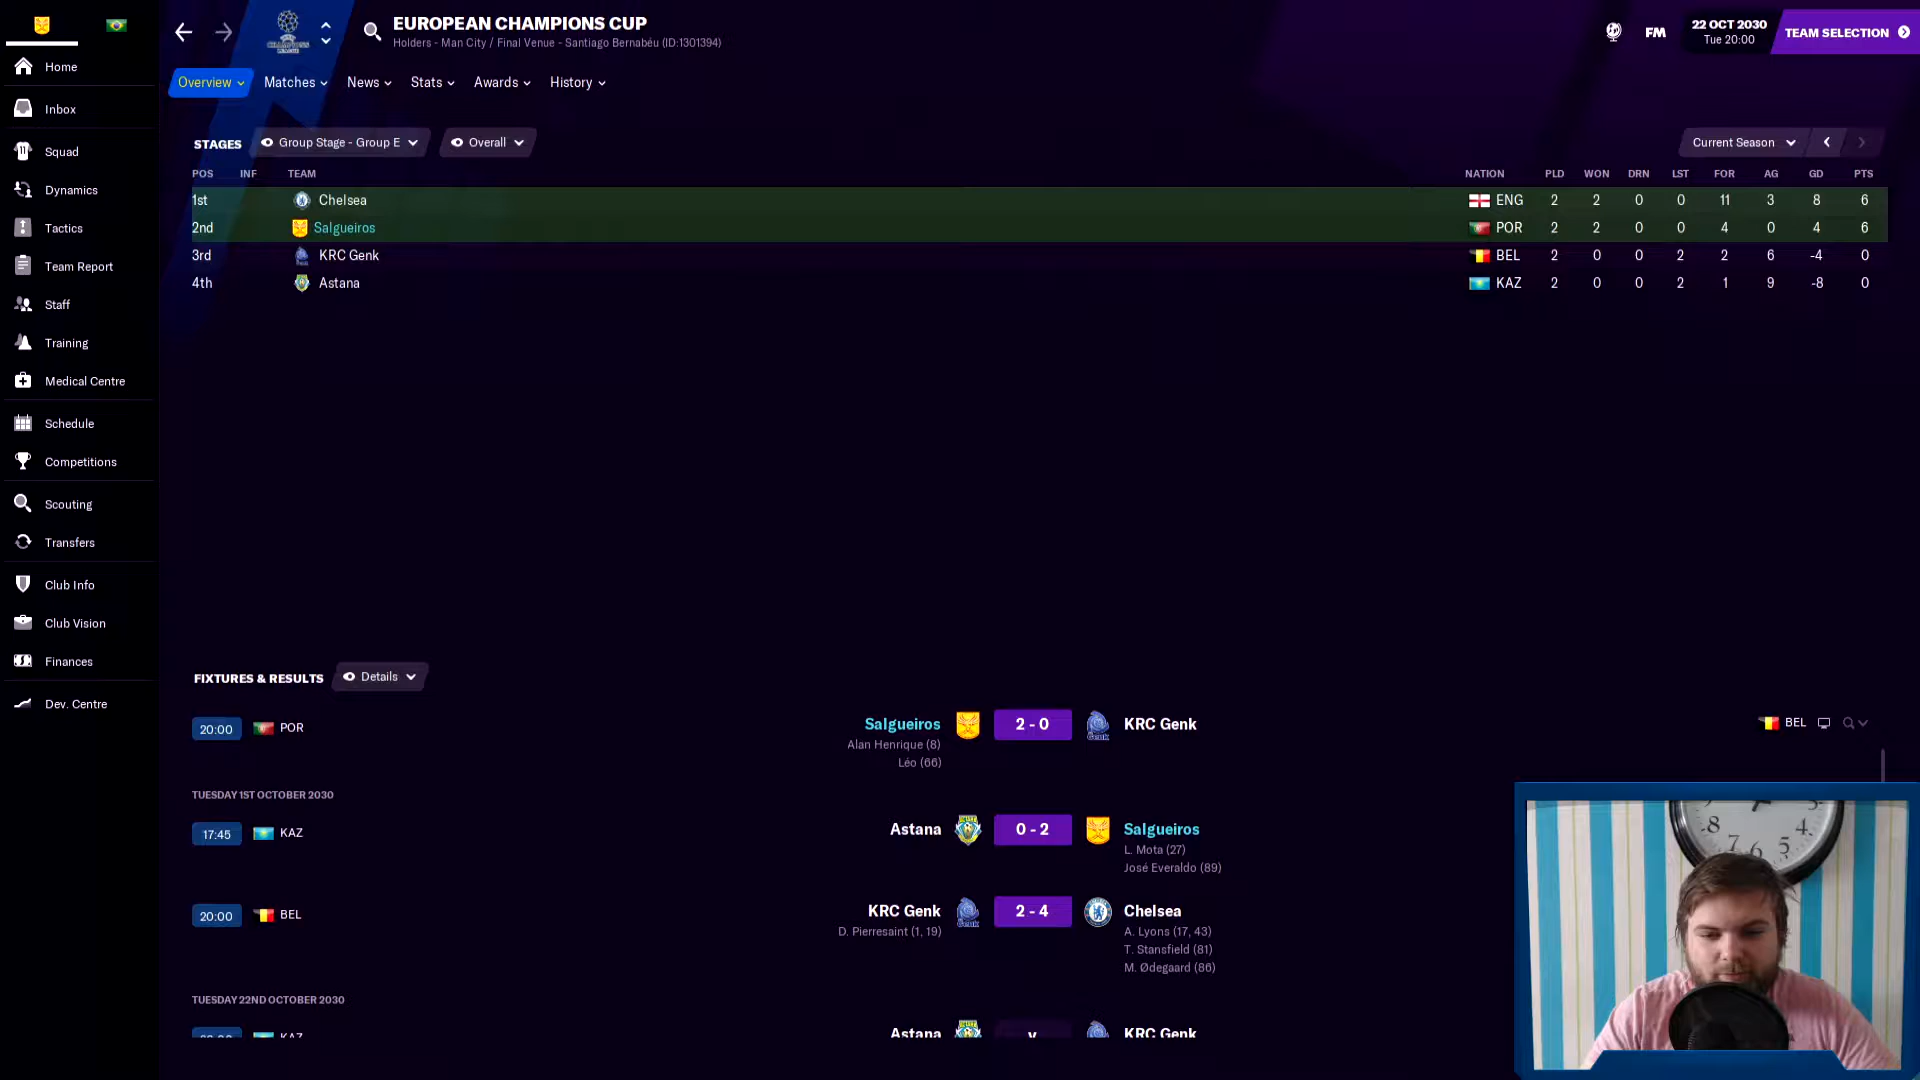 EUROPEAN CHAMPIONS CUP
Holders - Man City / Final Venue - Santiago Bernabéu (ID:1301394)
FM
22 OCT 2030
Tue 20:00
TEAM SELECTION
Home
Inbox
Squad
Dynamics
Tactics
Team Report
Staff
Training
Medical Centre
Schedule
Competitions
Scouting
Transfers
Club Info
Club Vision
Finances
Dev. Centre
Overview Matches News Stats Awards History
STAGES Group Stage - Group E Overall Current Season
POS INF TEAM NATION PLD WON DRN LST FOR AG GD PTS
1st Chelsea ENG 2 2 0 0 11 3 8 6
2nd Salgueiros POR 2 2 0 0 4 0 4 6
3rd KRC Genk BEL 2 0 0 2 2 6 -4 0
4th Astana KAZ 2 0 0 2 1 9 -8 0
FIXTURES & RESULTS Details
20:00 POR Salgueiros 2 - 0 KRC Genk BEL
Alan Henrique (8)
Léo (66)
TUESDAY 1ST OCTOBER 2030
17:45 KAZ Astana 0 - 2 Salgueiros
L. Mota (27)
José Everaldo (89)
20:00 BEL KRC Genk 2 - 4 Chelsea
D. Pierresaint (1, 19) A. Lyons (17, 43)
T. Stansfield (81)
M. Ødegaard (86)
TUESDAY 22ND OCTOBER 2030
KAZ Astana v KRC Genk
8 7 6 5 4